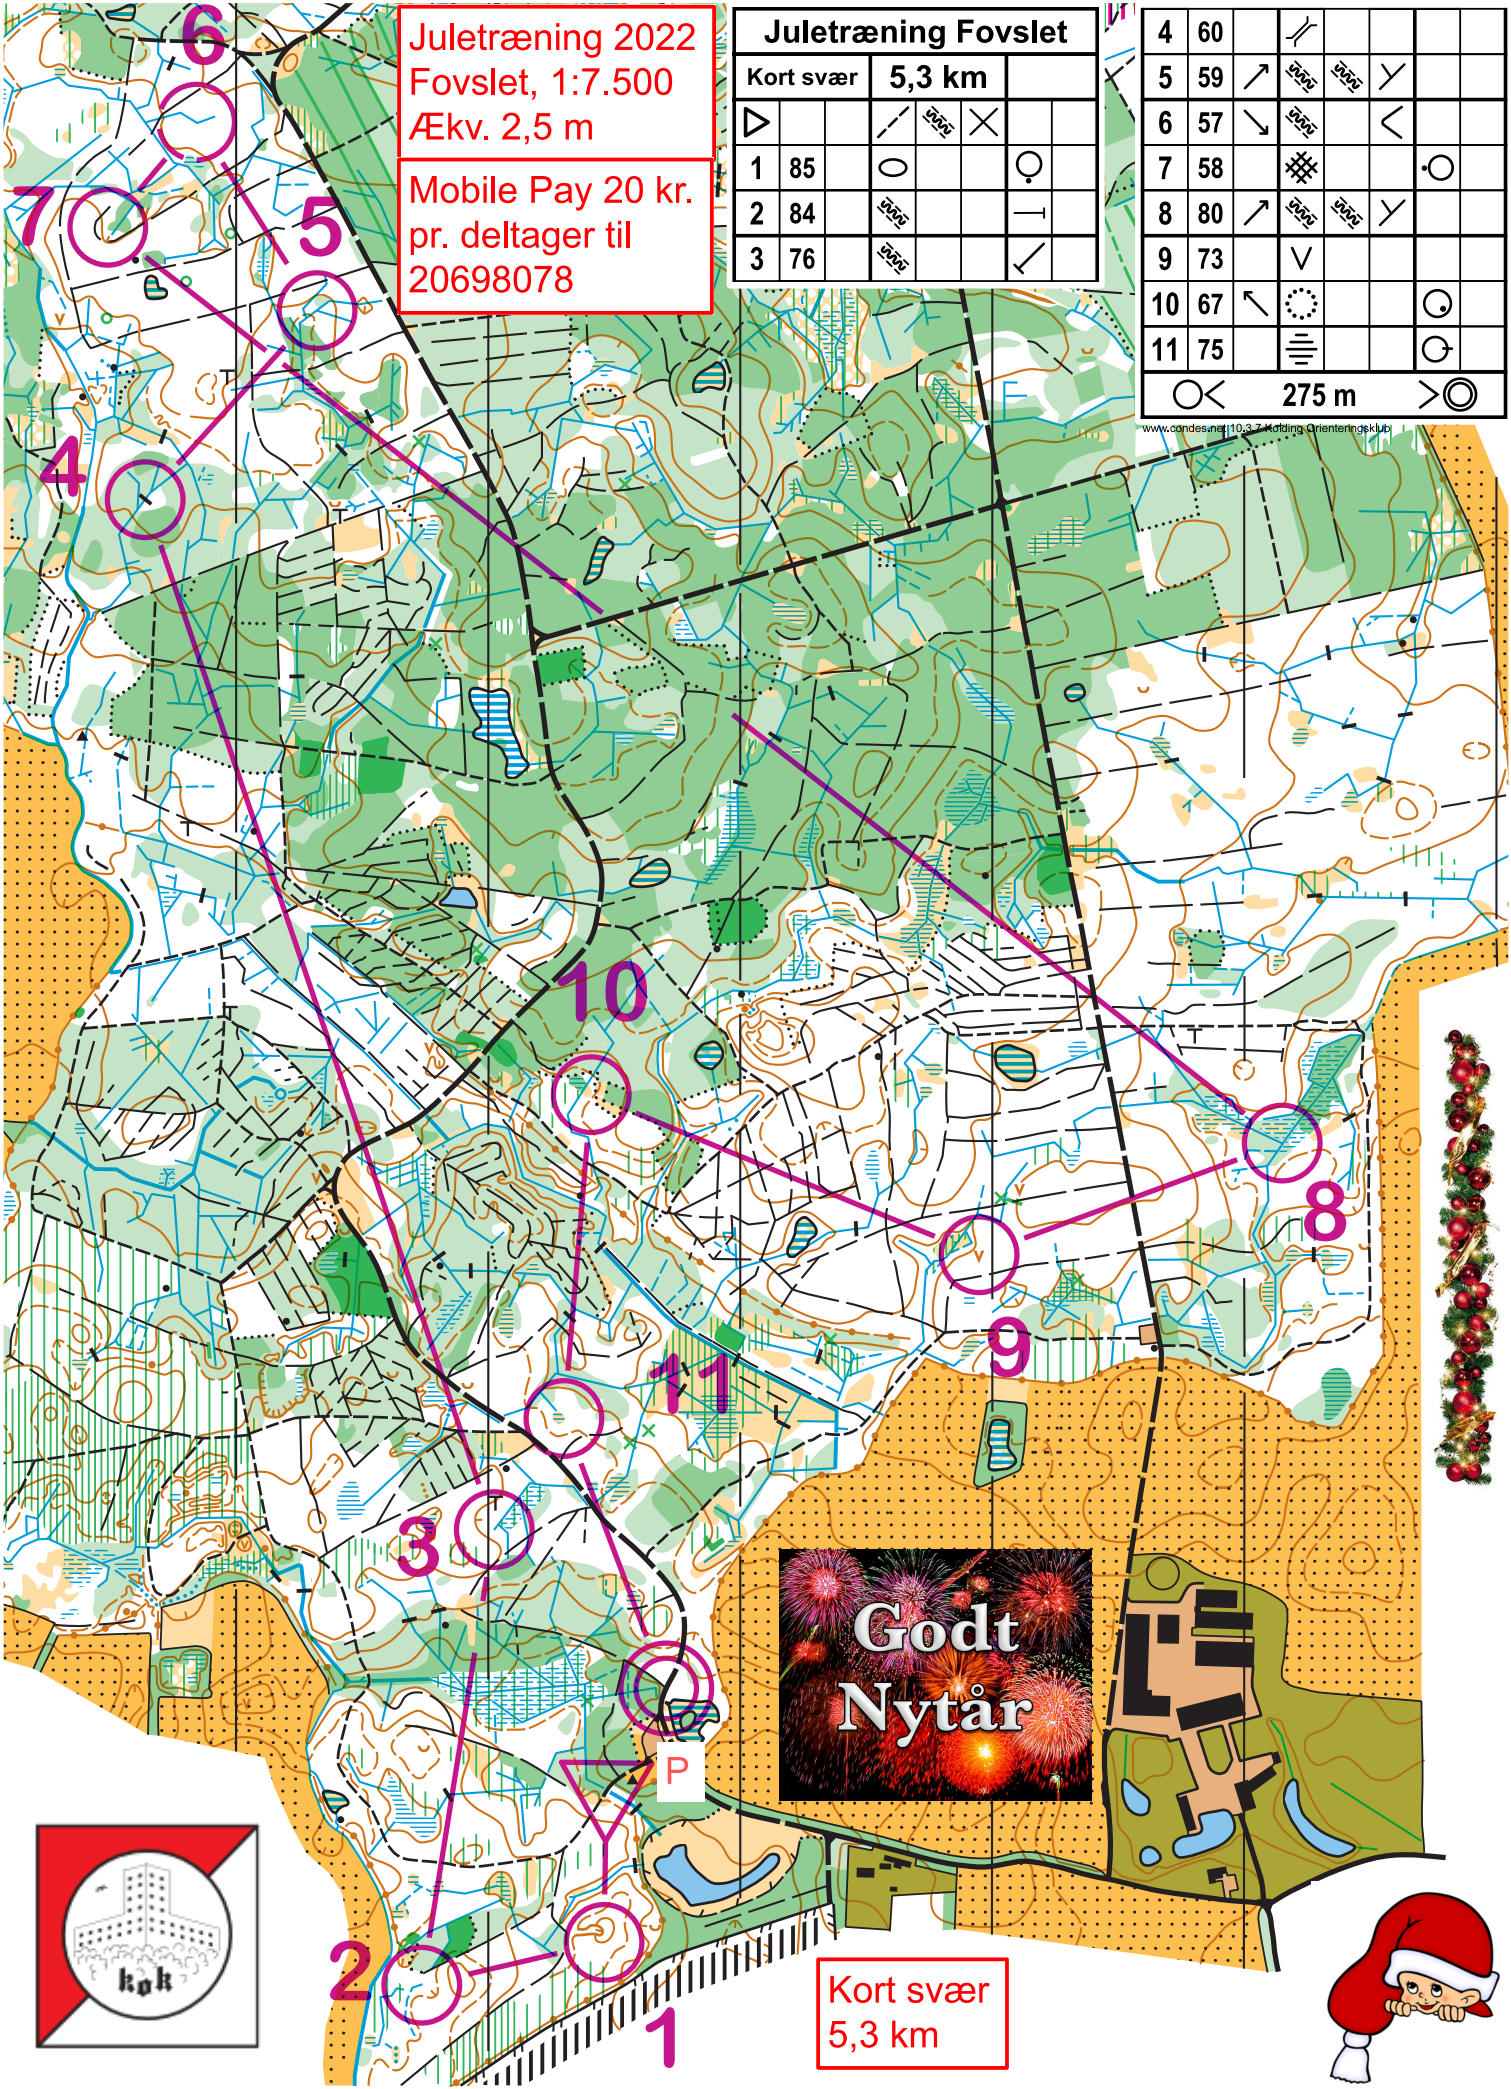 Juletræning 2022
Fovslet, 1:7.500
Ækv. 2,5 m
Mobile Pay 20 kr.
pr. deltager til
20698078
Juletræning Fovslet
Kort svær 5,3 km
1 85
2 84
3 76
4 60
5 59
6 57
7 58
8 80
9 73
10 67
11 75
275 m
www.condes.net 10.3.7 Kolding Orienteringsklub
6
7
5
4
10
8
9
11
3
Godt
Nytår
P
kok
2
1
Kort svær
5,3 km